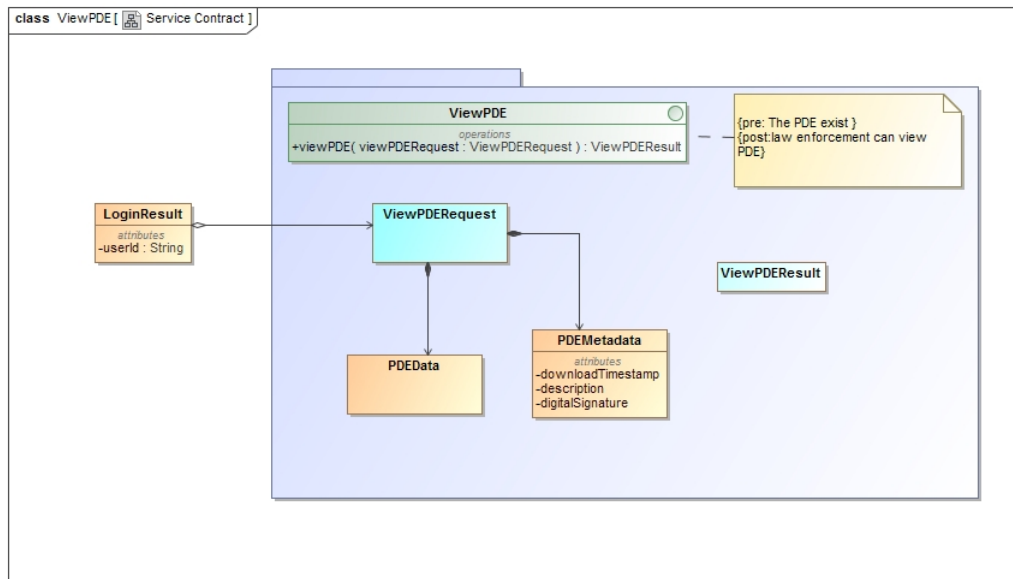 class ViewPDE [ Service Contract ]
ViewPDE
operations
+viewPDE( viewPDERequest : ViewPDERequest ) : ViewPDEResult
{pre: The PDE exist }
{post:law enforcement can view
PDE}
LoginResult
attributes
-userId : String
ViewPDERequest
ViewPDEResult
PDEData
PDEMetadata
attributes
-downloadTimestamp
-description
-digitalSignature